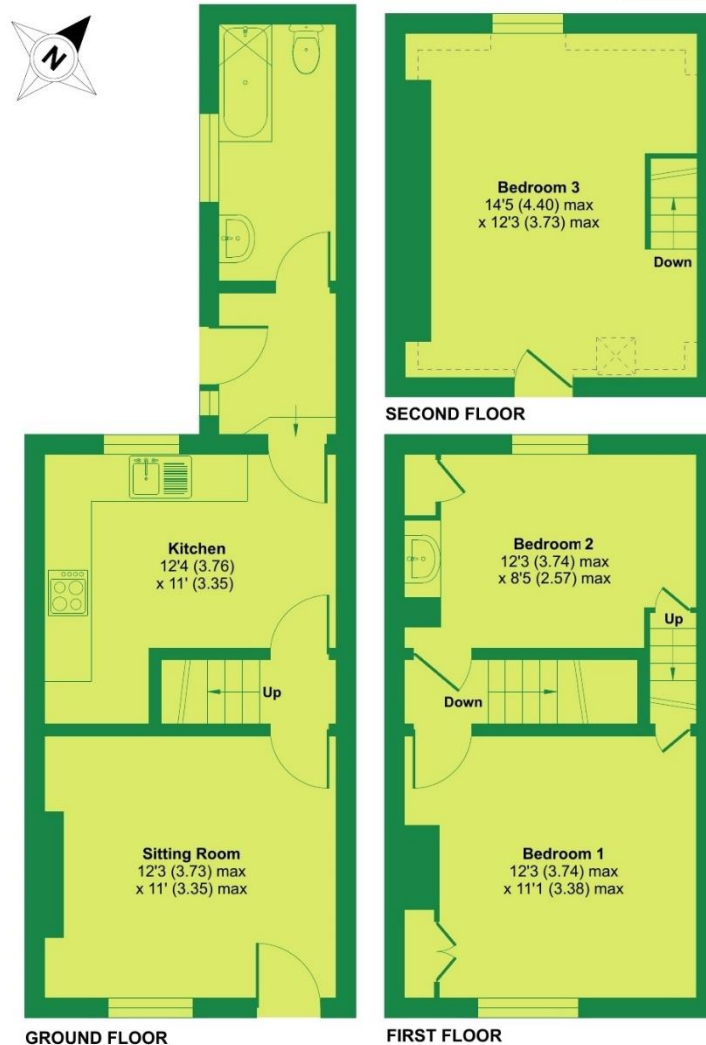 N
Bedroom 3
14'5 (4.40) max
x 12'3 (3.73) max
Down
SECOND FLOOR
Kitchen
12'4 (3.76)
x 11' (3.35)
Up
Sitting Room
12'3 (3.73) max
x 11' (3.35) max
GROUND FLOOR
Bedroom 2
12'3 (3.74) max
x 8'5 (2.57) max
Up
Down
Bedroom 1
12'3 (3.74) max
x 11'1 (3.38) max
FIRST FLOOR